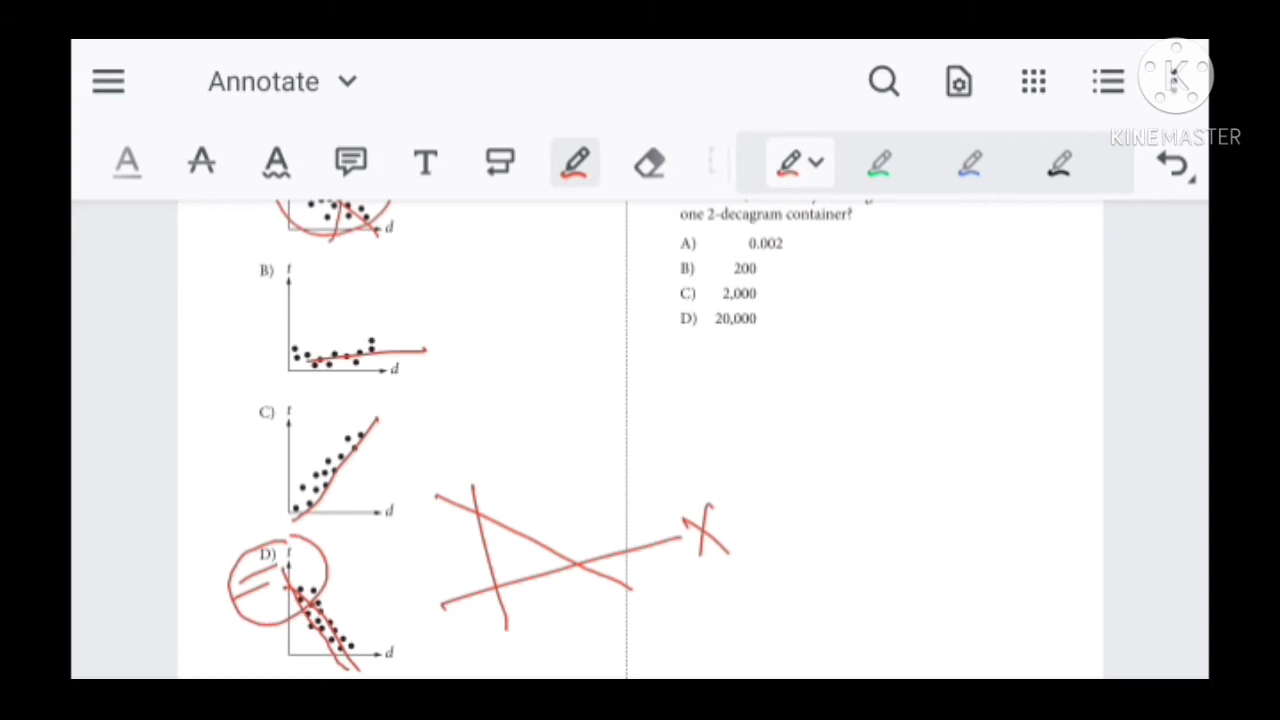 Annotate
K
KINEMASTER
A A A T
d
B) t
d
C) t
d
D) t
d
one 2-decagram container?
A) 0.002
B) 200
C) 2,000
D) 20,000
X